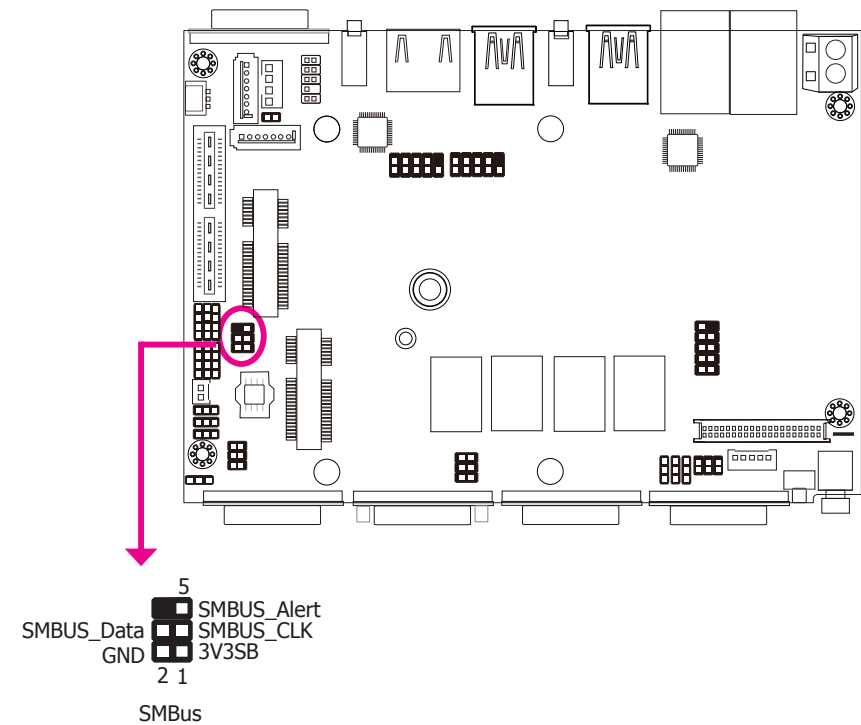 5
SMBUS_Alert
SMBUS_Data SMBUS_CLK
GND 3V3SB
2 1
SMBus